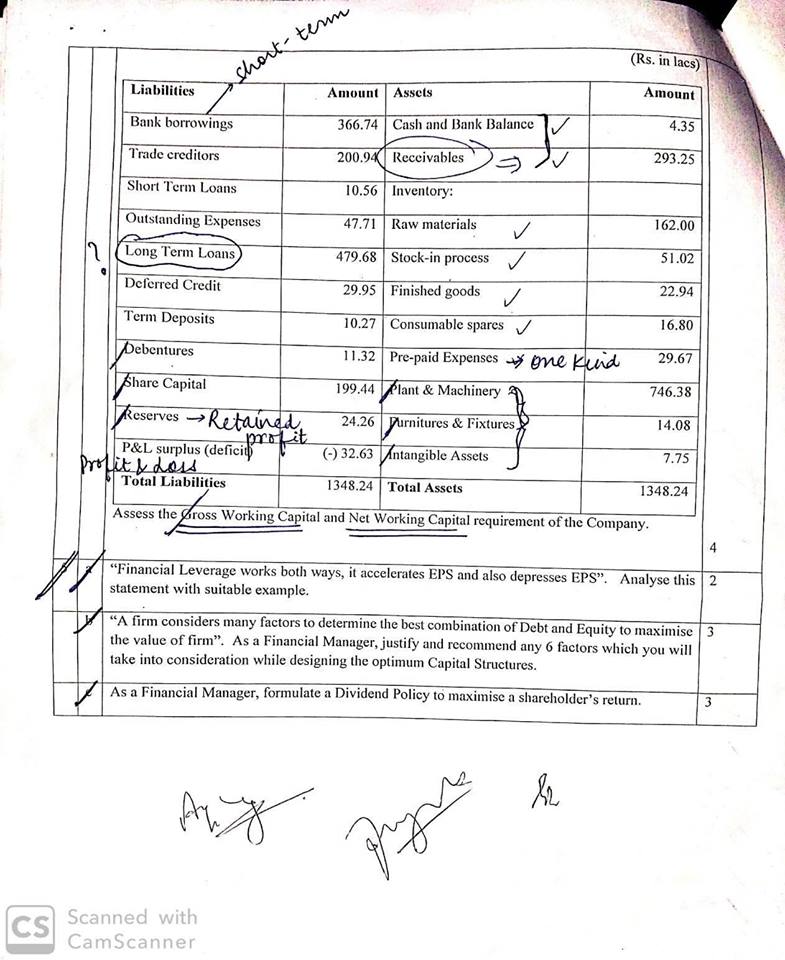 short-term
(Rs. in lacs)
Liabilities Amount Assets Amount
Bank borrowings 366.74 Cash and Bank Balance 4.35
Trade creditors 200.94 Receivables 293.25
Short Term Loans 10.56 Inventory:
Outstanding Expenses 47.71 Raw materials 162.00
? Long Term Loans 479.68 Stock-in process 51.02
Deferred Credit 29.95 Finished goods 22.94
Term Deposits 10.27 Consumable spares 16.80
Debentures 11.32 Pre-paid Expenses → one kind 29.67
Share Capital 199.44 Plant & Machinery 746.38
Reserves → Retained profit 24.26 Furnitures & Fixtures 14.08
P&L surplus (deficit) (-) 32.63 Intangible Assets 7.75
Profit & Loss
Total Liabilities 1348.24 Total Assets 1348.24
Assess the Gross Working Capital and Net Working Capital requirement of the Company.
4
a “Financial Leverage works both ways, it accelerates EPS and also depresses EPS”. Analyse this 2
statement with suitable example.
b “A firm considers many factors to determine the best combination of Debt and Equity to maximise 3
the value of firm”. As a Financial Manager, justify and recommend any 6 factors which you will
take into consideration while designing the optimum Capital Structures.
c As a Financial Manager, formulate a Dividend Policy to maximise a shareholder’s return. 3
CS Scanned with
CamScanner